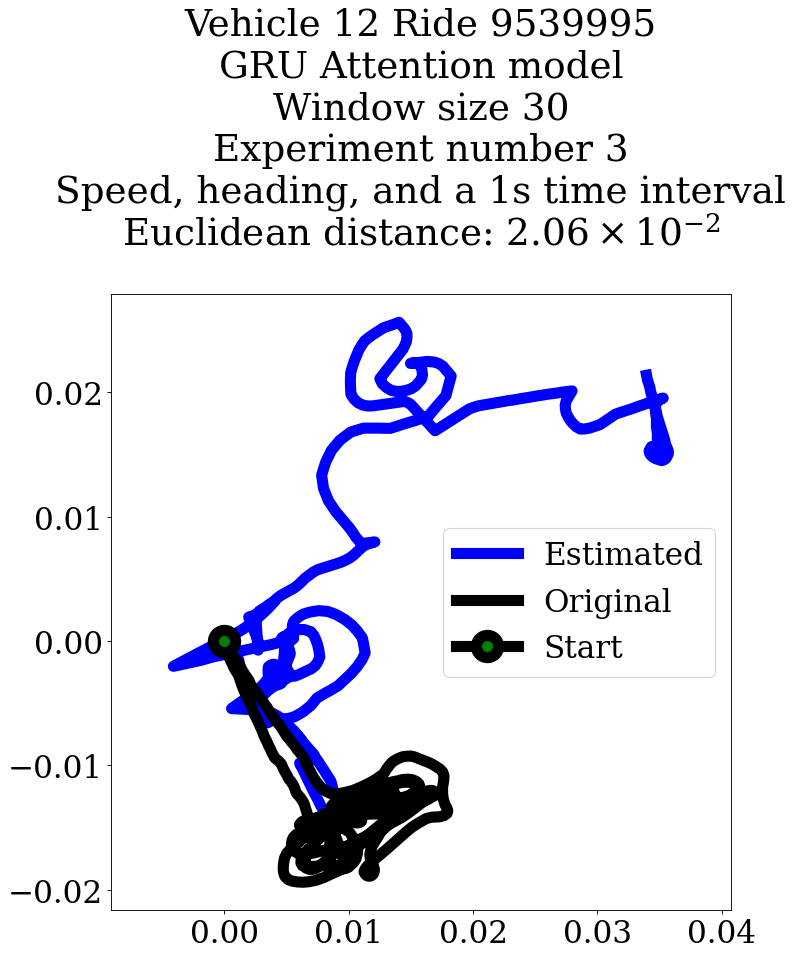 Vehicle 12 Ride 9539995
GRU Attention model
Window size 30
Experiment number 3
Speed, heading, and a 1s time interval
Euclidean distance: 2.06 × 10⁻²
0.02
0.01
0.00
−0.01
−0.02
Estimated
Original
Start
0.00 0.01 0.02 0.03 0.04